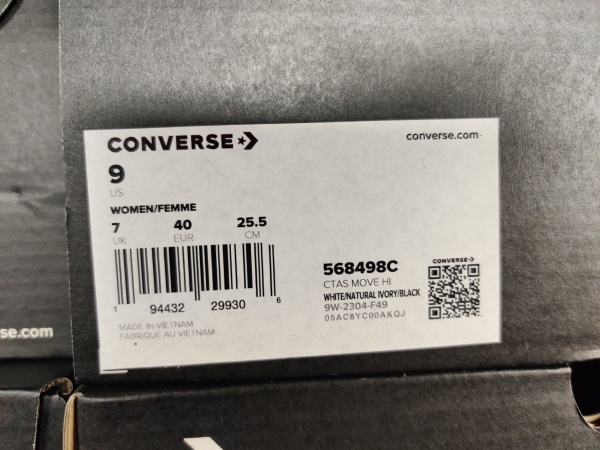 CONVERSE
converse.com
9
US
WOMEN/FEMME
7 40 25.5
UK EUR CM
568498C
CTAS MOVE HI
WHITE/NATURAL IVORY/BLACK
9W-2304-F49
05AC8YC00AKQJ
CONVERSE
1 94432 29930 6
MADE IN VIETNAM
FABRIQUE AU VIETNAM
se.com